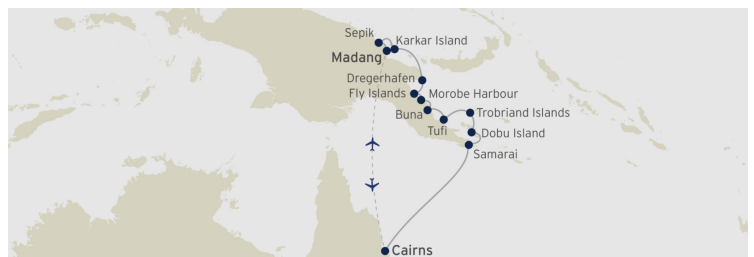 Sepik
Karkar Island
Madang
Dregerhafen
Fly Islands
Morobe Harbour
Buna
Trobriand Islands
Tufi
Dobu Island
Samarai
Cairns